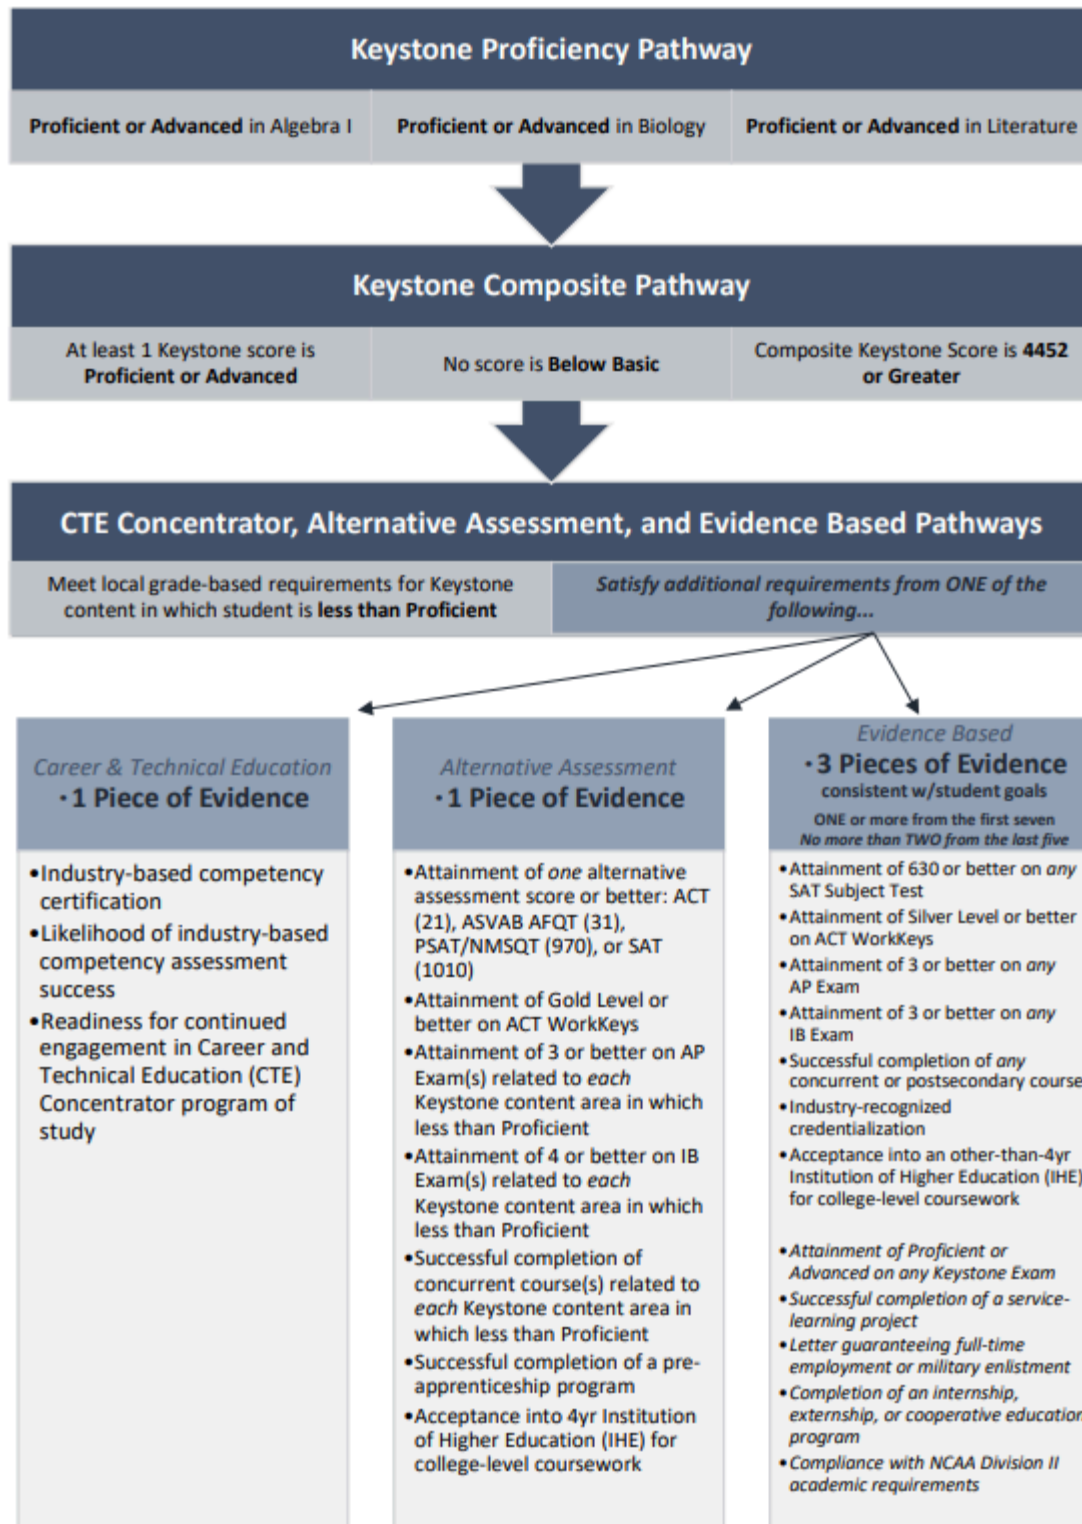 Keystone Proficiency Pathway
Proficient or Advanced in Algebra I
Proficient or Advanced in Biology
Proficient or Advanced in Literature
Keystone Composite Pathway
At least 1 Keystone score is
Proficient or Advanced
No score is Below Basic
Composite Keystone Score is 4452
or Greater
CTE Concentrator, Alternative Assessment, and Evidence Based Pathways
Meet local grade-based requirements for Keystone
content in which student is less than Proficient
Satisfy additional requirements from ONE of the
following...
Career & Technical Education
• 1 Piece of Evidence
•Industry-based competency
certification
•Likelihood of industry-based
competency assessment
success
•Readiness for continued
engagement in Career and
Technical Education (CTE)
Concentrator program of
study
Alternative Assessment
• 1 Piece of Evidence
•Attainment of one alternative
assessment score or better: ACT
(21), ASVAB AFQT (31),
PSAT/NMSQT (970), or SAT
(1010)
•Attainment of Gold Level or
better on ACT WorkKeys
•Attainment of 3 or better on AP
Exam(s) related to each
Keystone content area in which
less than Proficient
•Attainment of 4 or better on IB
Exam(s) related to each
Keystone content area in which
less than Proficient
•Successful completion of
concurrent course(s) related to
each Keystone content area in
which less than Proficient
•Successful completion of a pre-
apprenticeship program
•Acceptance into 4yr Institution
of Higher Education (IHE) for
college-level coursework
Evidence Based
• 3 Pieces of Evidence
consistent w/student goals
ONE or more from the first seven
No more than TWO from the last five
•Attainment of 630 or better on any
SAT Subject Test
•Attainment of Silver Level or better
on ACT WorkKeys
•Attainment of 3 or better on any
AP Exam
•Attainment of 3 or better on any
IB Exam
•Successful completion of any
concurrent or postsecondary course
•Industry-recognized
credentialization
•Acceptance into an other-than-4yr
Institution of Higher Education (IHE)
for college-level coursework
•Attainment of Proficient or
Advanced on any Keystone Exam
•Successful completion of a service-
learning project
•Letter guaranteeing full-time
employment or military enlistment
•Completion of an internship,
externship, or cooperative education
program
•Compliance with NCAA Division II
academic requirements